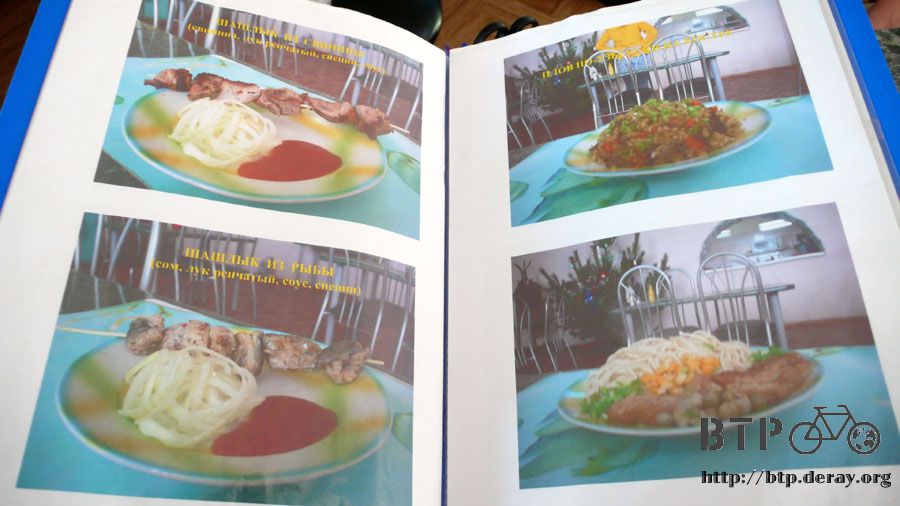 ШАШЛЫК ИЗ СВИНИНЫ
(свинина, лук репчатый, специи, соус)
ШАШЛЫК ИЗ РЫБЫ
(сом, лук репчатый, соус, специи)
ПЛОВ
BTP
http://btp.deray.org